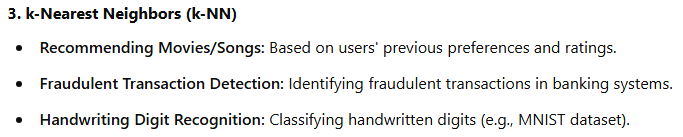 3. k-Nearest Neighbors (k-NN)
• Recommending Movies/Songs: Based on users' previous preferences and ratings.
• Fraudulent Transaction Detection: Identifying fraudulent transactions in banking systems.
• Handwriting Digit Recognition: Classifying handwritten digits (e.g., MNIST dataset).